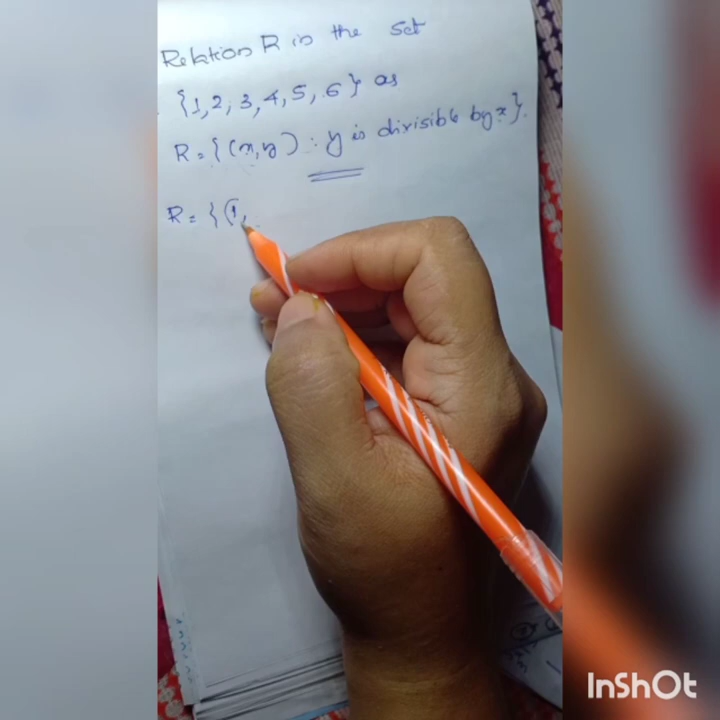 Relation R in the set
{1,2,3,4,5,6} as
R = {(x,y) : y is divisible by x}.
R = {(1,
InShOt